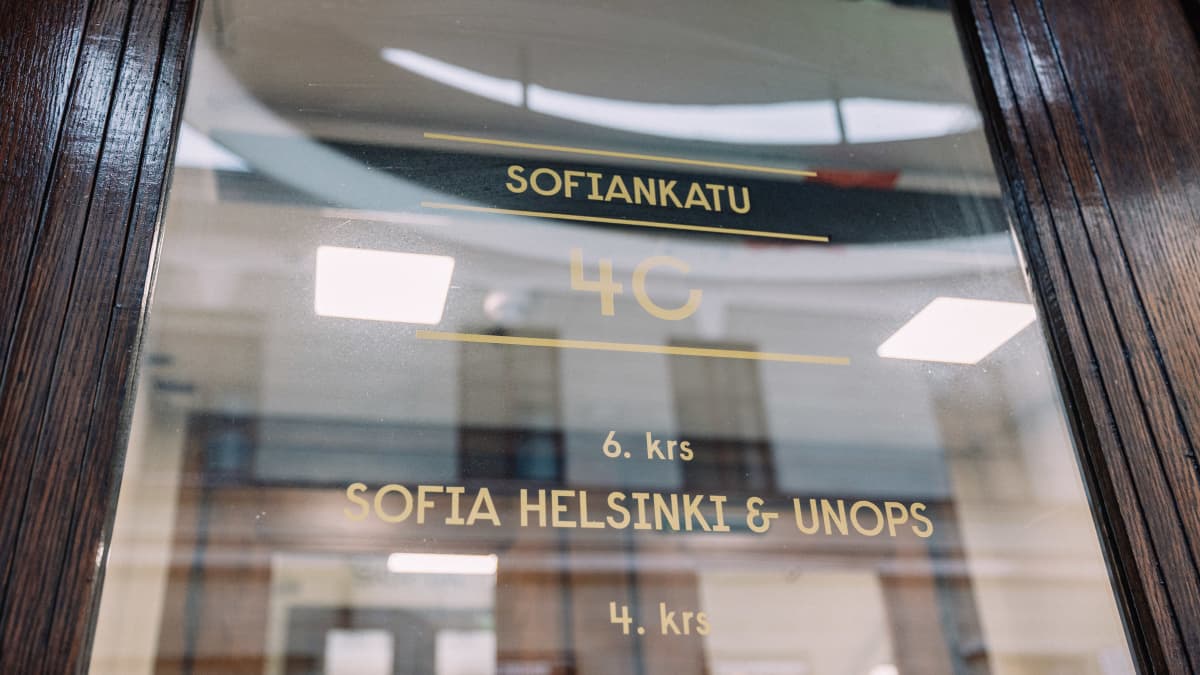 SOFIANKATU
4C
6. krs
SOFIA HELSINKI & UNOPS
4. krs